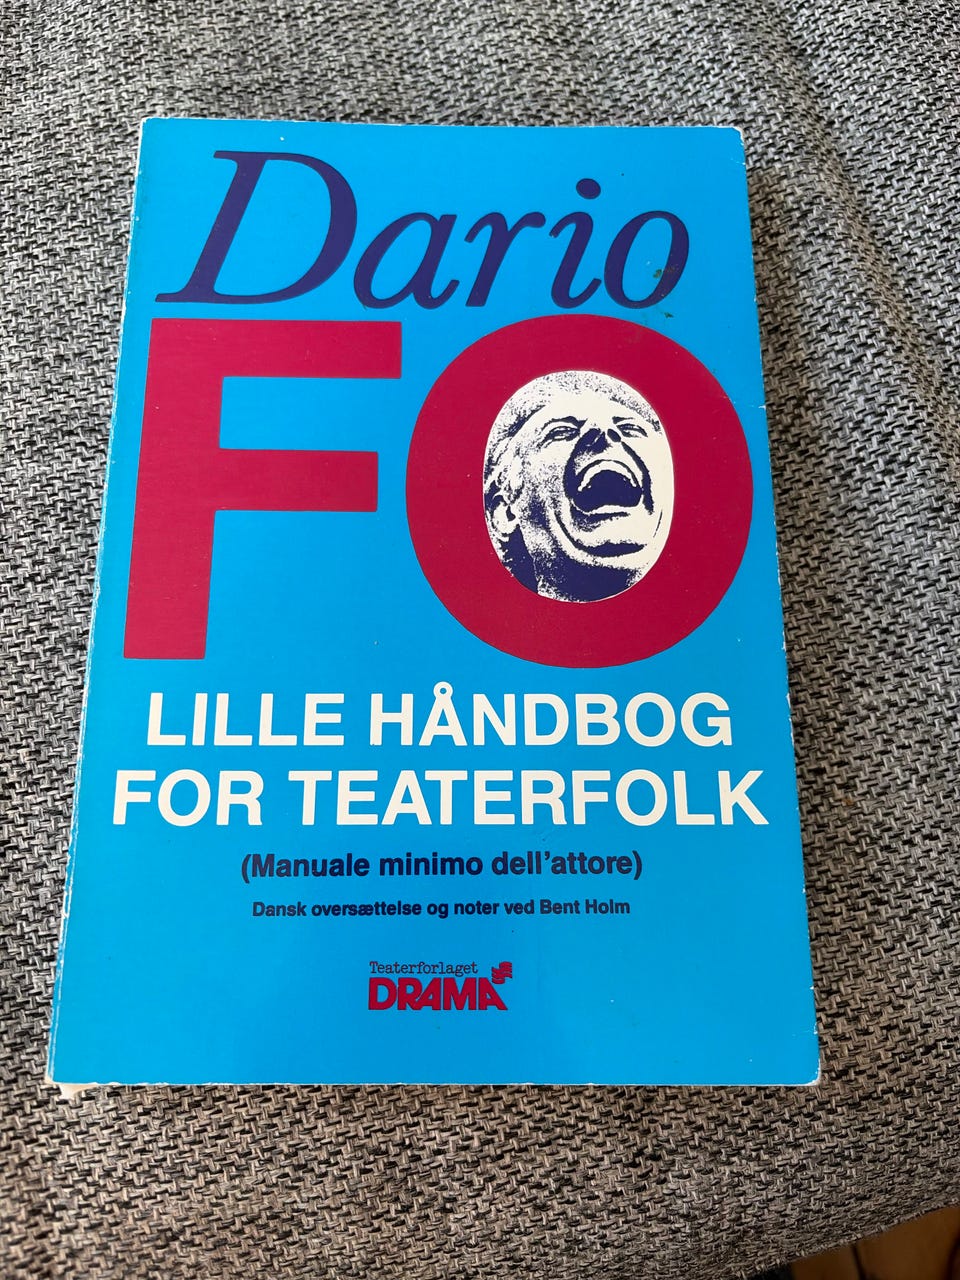 Dario
FO
LILLE HÅNDBOG
FOR TEATERFOLK
(Manuale minimo dell'attore)
Dansk oversættelse og noter ved Bent Holm
Teaterforlaget
DRAMA